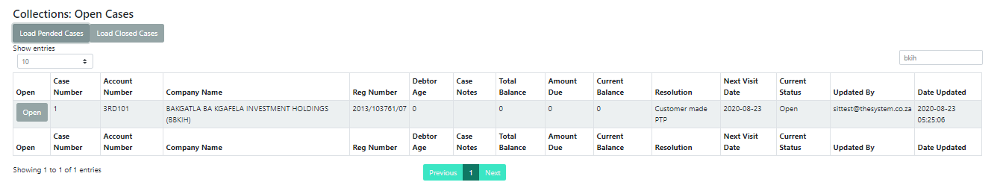 Collections: Open Cases
Load Pended Cases Load Closed Cases
Show entries
10
bkih
Open Case Number Account Number Company Name Reg Number Debtor Age Case Notes Total Balance Amount Due Current Balance Resolution Next Visit Date Current Status Updated By Date Updated
Open 1 3RD101 BAKGATLA BA KGAFELA INVESTMENT HOLDINGS (BBKIH) 2013/103761/07 0 0 0 0 Customer made PTP 2020-08-23 Open sittest@thesystem.co.za 2020-08-23 05:25:06
Open Case Number Account Number Company Name Reg Number Debtor Age Case Notes Total Balance Amount Due Current Balance Resolution Next Visit Date Current Status Updated By Date Updated
Showing 1 to 1 of 1 entries
Previous 1 Next